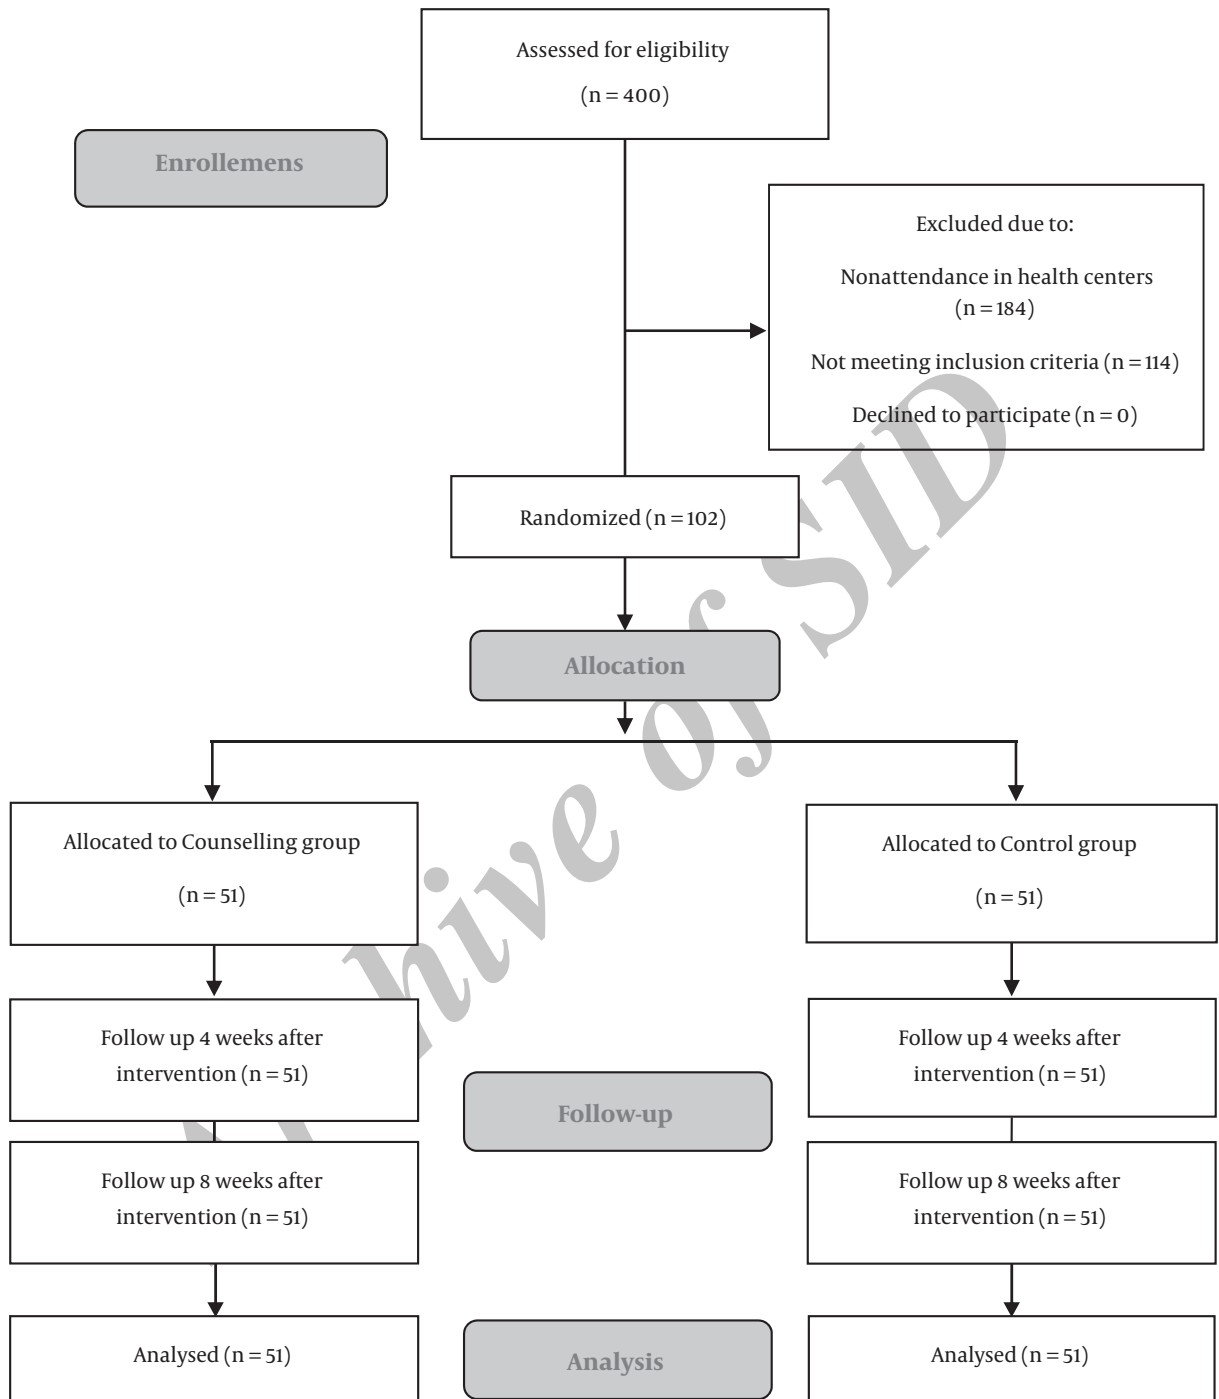 Assessed for eligibility
(n = 400)
Enrollemens
Excluded due to:
Nonattendance in health centers
(n = 184)
Not meeting inclusion criteria (n = 114)
Declined to participate (n = 0)
Randomized (n = 102)
Allocation
Allocated to Counselling group
(n = 51)
Allocated to Control group
(n = 51)
Follow up 4 weeks after
intervention (n = 51)
Follow up 4 weeks after
intervention (n = 51)
Follow-up
Follow up 8 weeks after
intervention (n = 51)
Follow up 8 weeks after
intervention (n = 51)
Analysed (n = 51)
Analysis
Analysed (n = 51)
hive of SID